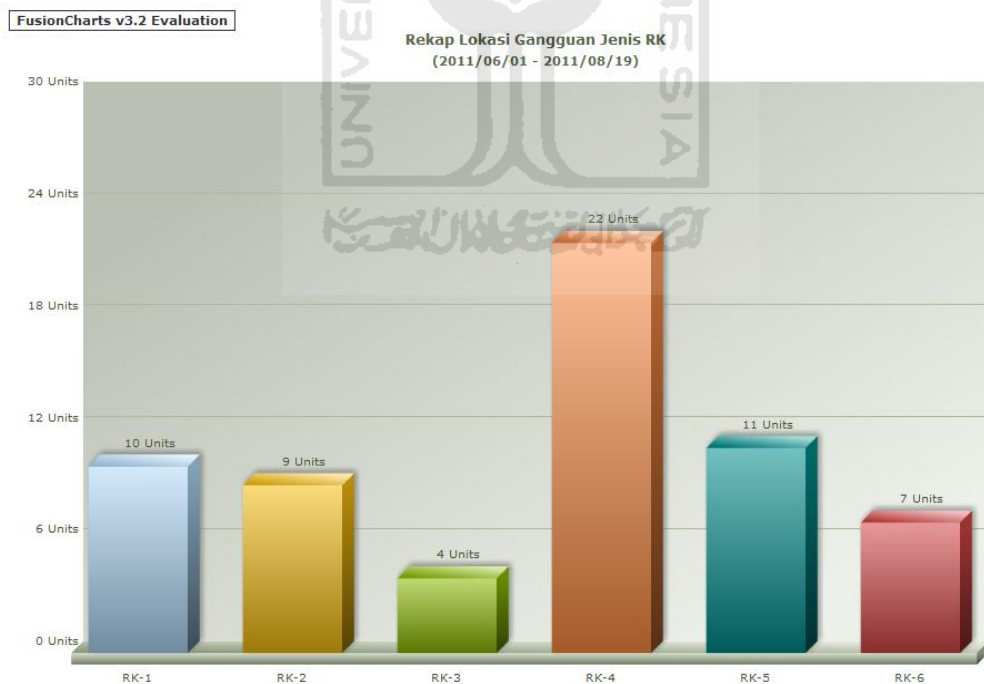 FusionCharts v3.2 Evaluation
Rekap Lokasi Gangguan Jenis RK
(2011/06/01 - 2011/08/19)
30 Units
24 Units
18 Units
12 Units
6 Units
0 Units
10 Units
9 Units
4 Units
22 Units
11 Units
7 Units
RK-1
RK-2
RK-3
RK-4
RK-5
RK-6